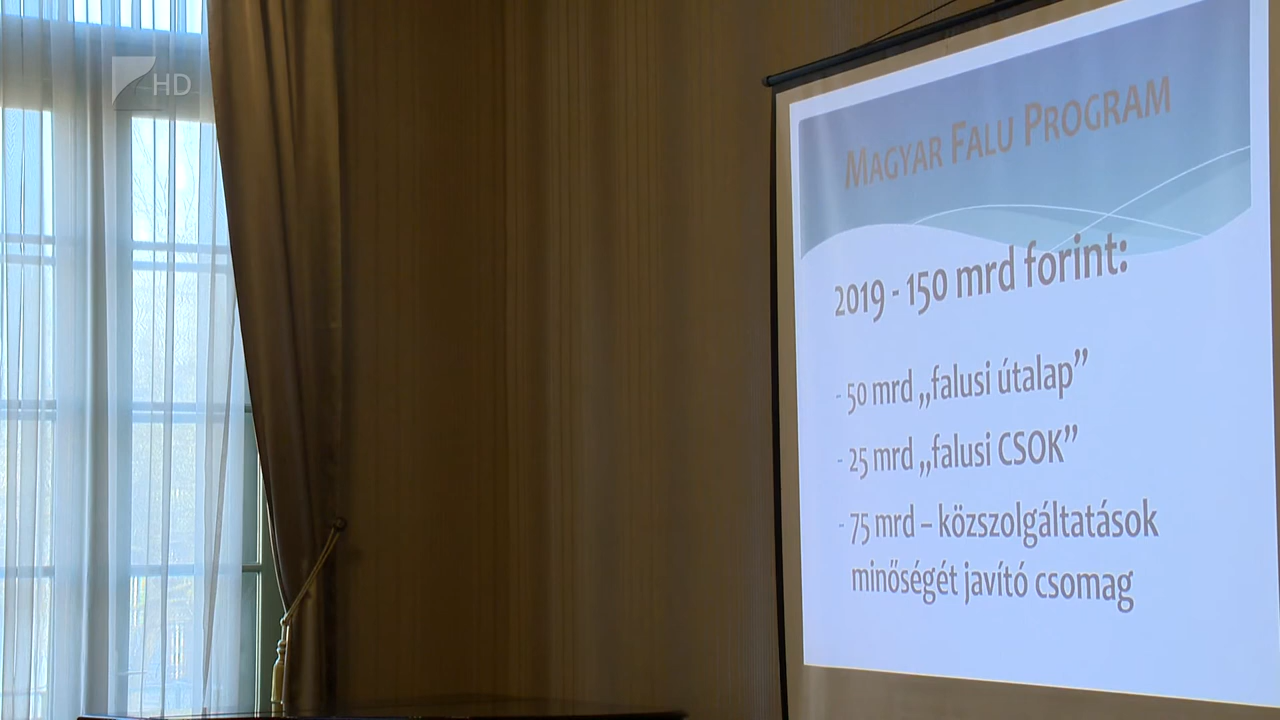 HD
MAGYAR FALU PROGRAM
2019 - 150 mrd forint:
- 50 mrd „falusi útalap”
- 25 mrd „falusi CSOK”
- 75 mrd – közszolgáltatások
minőségét javító csomag